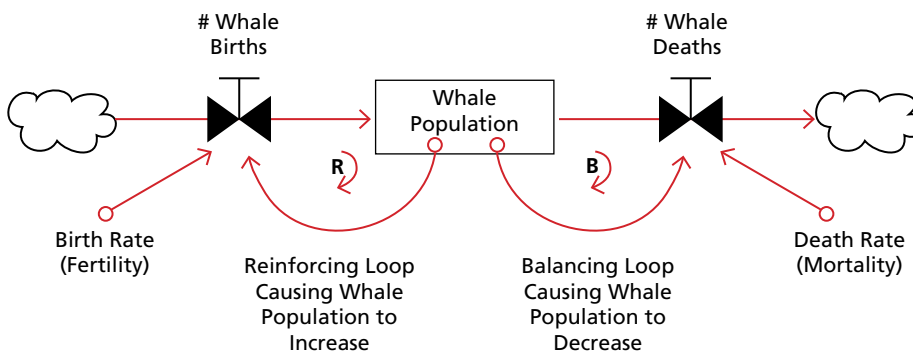 # Whale
Births
# Whale
Deaths
Whale
Population
R
B
Birth Rate
(Fertility)
Reinforcing Loop
Causing Whale
Population to
Increase
Balancing Loop
Causing Whale
Population to
Decrease
Death Rate
(Mortality)